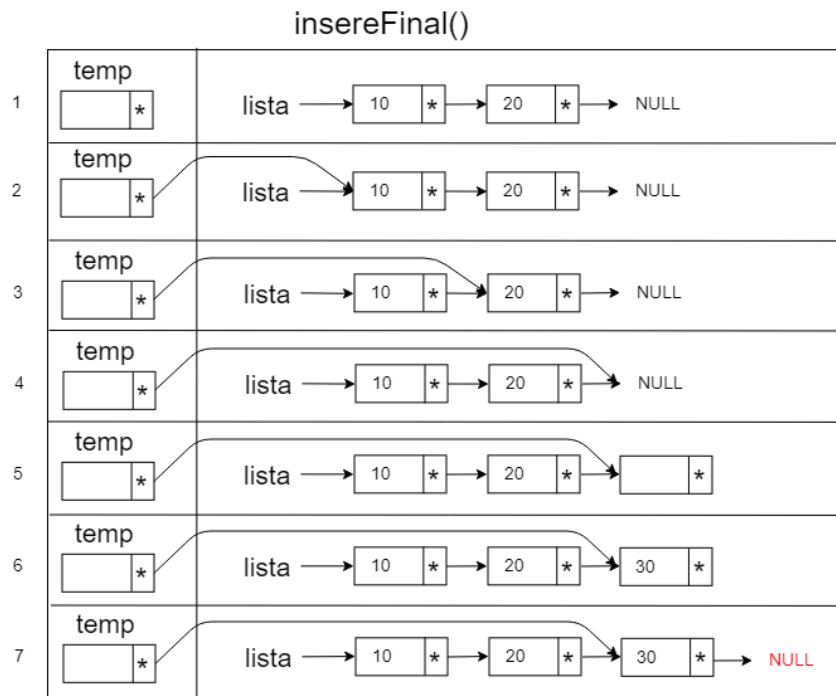 insereFinal()
temp
1 * lista 10 * 20 * NULL
temp
2 * lista 10 * 20 * NULL
temp
3 * lista 10 * 20 * NULL
temp
4 * lista 10 * 20 * NULL
temp
5 * lista 10 * 20 * *
temp
6 * lista 10 * 20 * 30 *
temp
7 * lista 10 * 20 * 30 * NULL